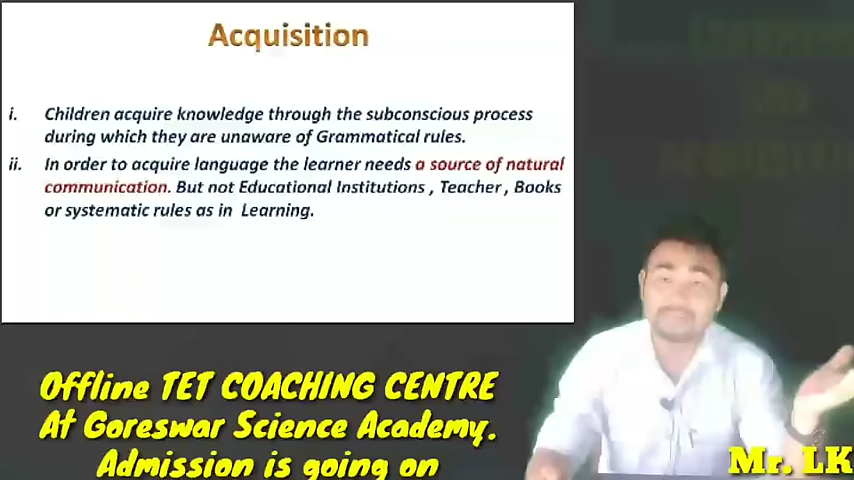 Acquisition
i. Children acquire knowledge through the subconscious process
during which they are unaware of Grammatical rules.
ii. In order to acquire language the learner needs a source of natural
communication. But not Educational Institutions , Teacher , Books
or systematic rules as in Learning.
Offline TET COACHING CENTRE
At Goreswar Science Academy.
Admission is going on
Mr. LK